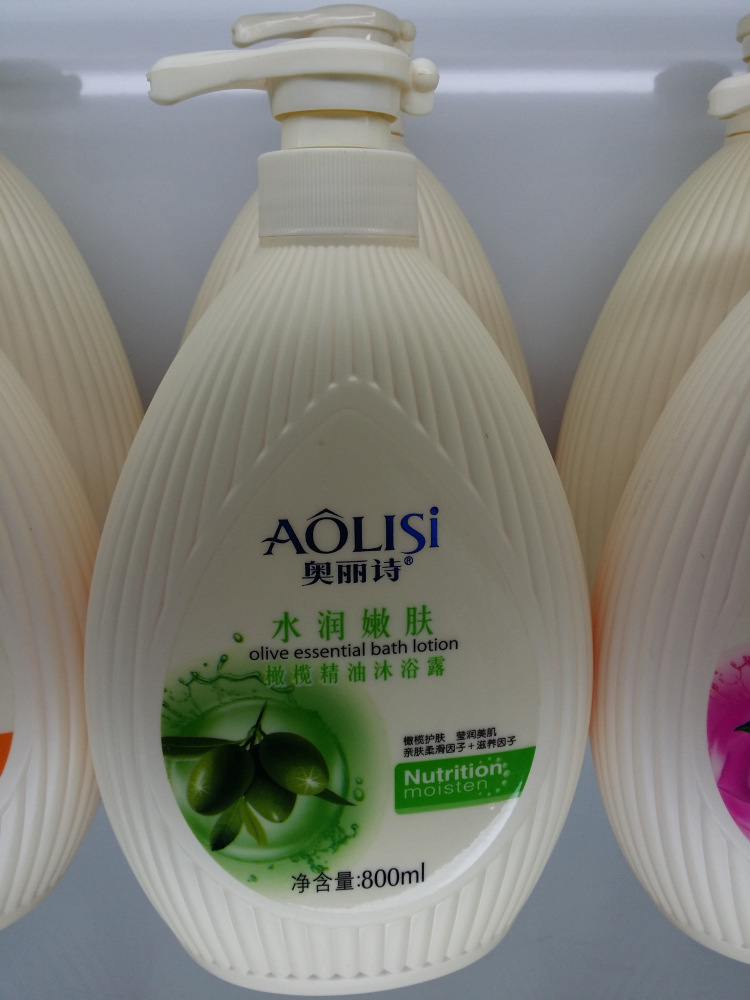 AÔLISi
奥丽诗®
水润嫩肤
olive essential bath lotion
橄榄精油沐浴露
橄榄护肤 莹润美肌
亲肤柔滑因子+滋养因子
Nutrition
moisten
净含量:800ml